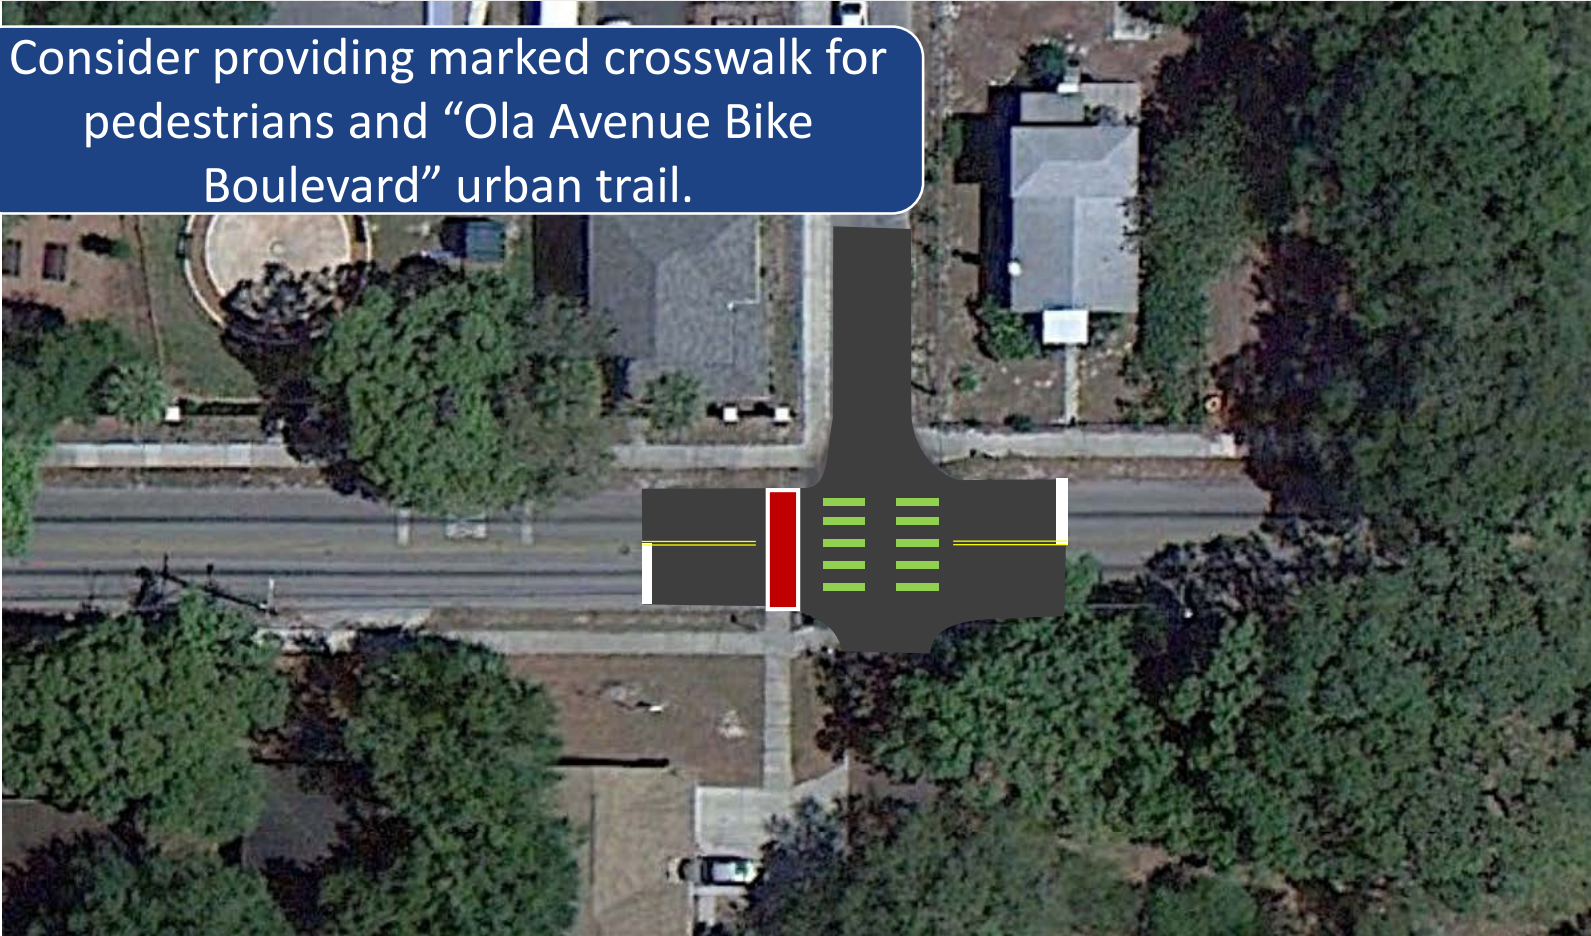 Consider providing marked crosswalk for
pedestrians and “Ola Avenue Bike
Boulevard” urban trail.